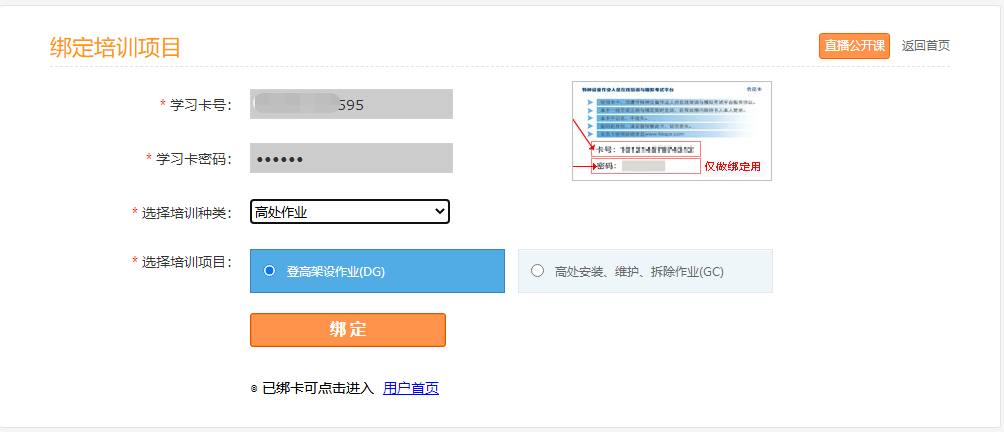 绑定培训项目
直播公开课 返回首页
* 学习卡号： 595
* 学习卡密码： ••••••
卡号：
密码：
仅做绑定用
* 选择培训种类： 高处作业
* 选择培训项目： 登高架设作业(DG) 高处安装、维护、拆除作业(GC)
绑 定
已绑卡可点击进入 用户首页